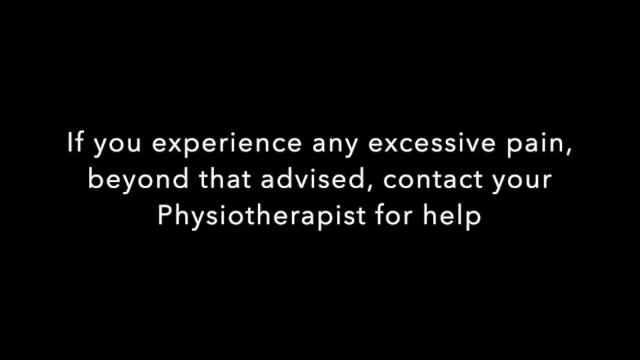 If you experience any excessive pain,
beyond that advised, contact your
Physiotherapist for help